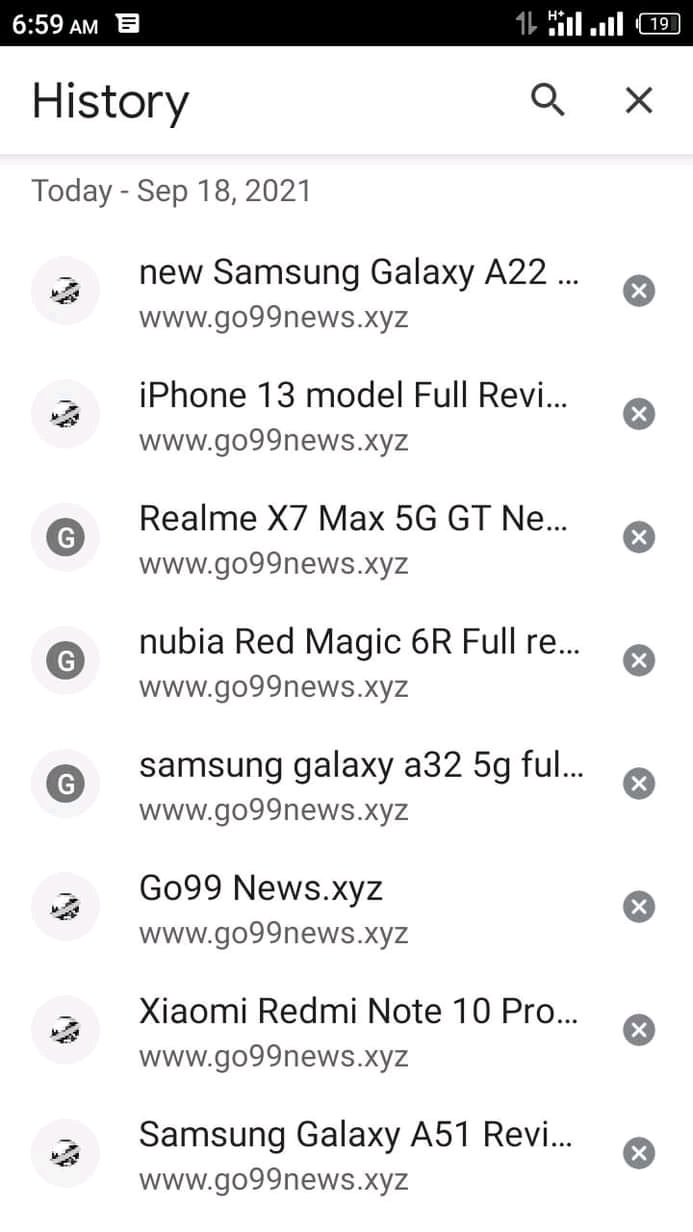 6:59 AM
H+
19
History
Today - Sep 18, 2021
new Samsung Galaxy A22 ...
www.go99news.xyz
iPhone 13 model Full Revi...
www.go99news.xyz
G
Realme X7 Max 5G GT Ne...
www.go99news.xyz
G
nubia Red Magic 6R Full re...
www.go99news.xyz
G
samsung galaxy a32 5g ful...
www.go99news.xyz
Go99 News.xyz
www.go99news.xyz
Xiaomi Redmi Note 10 Pro...
www.go99news.xyz
Samsung Galaxy A51 Revi...
www.go99news.xyz